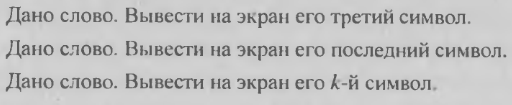 Дано слово. Вывести на экран его третий символ.
Дано слово. Вывести на экран его последний символ.
Дано слово. Вывести на экран его k-й символ.